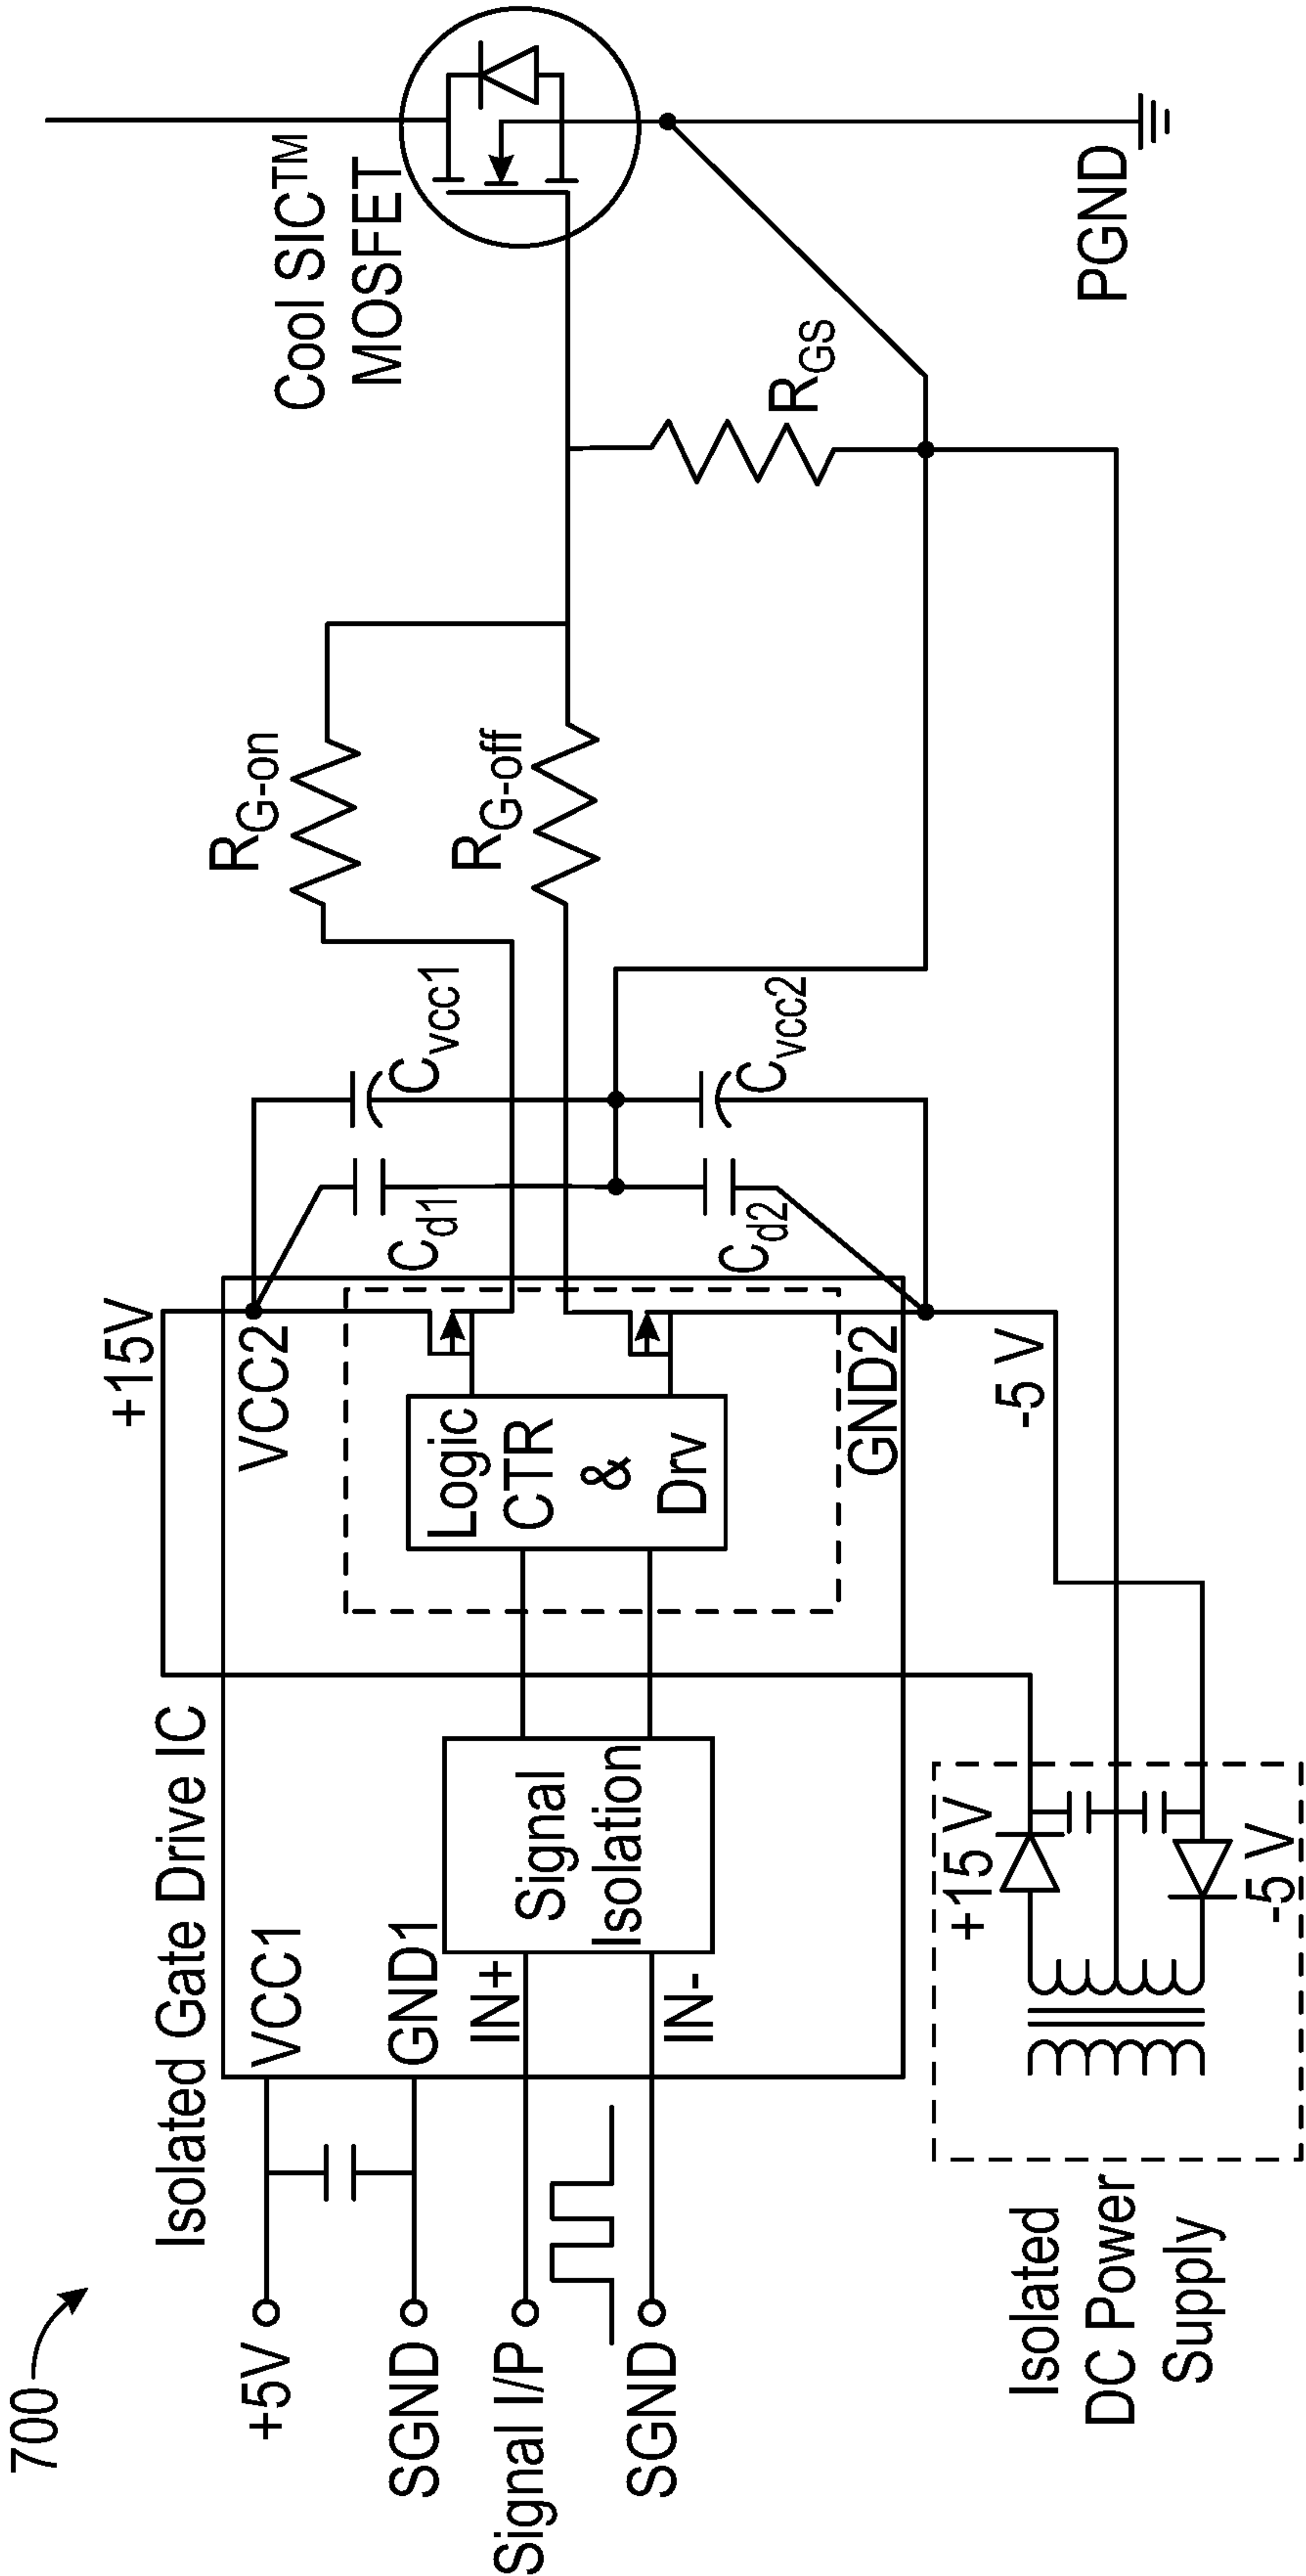 700
Isolated Gate Drive IC
+5V
VCC1
SGND
GND1
Signal I/P
IN+
SGND
IN-
Signal
Isolation
Logic
CTR
&
Drv
VCC2
GND2
+15V
-5 V
Cd1
Cvcc1
Cd2
Cvcc2
RG-on
RG-off
RGS
Cool SIC™
MOSFET
PGND
Isolated
DC Power
Supply
+15 V
-5 V